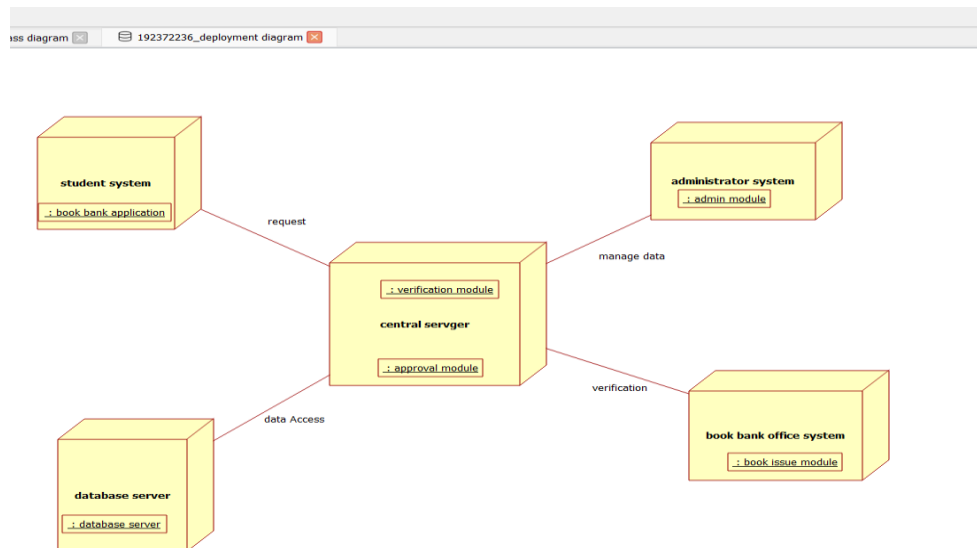 ass diagram
192372236_deployment diagram
student system
: book bank application
request
administrator system
: admin module
manage data
: verification module
central servger
: approval module
verification
data Access
book bank office system
: book issue module
database server
: database server